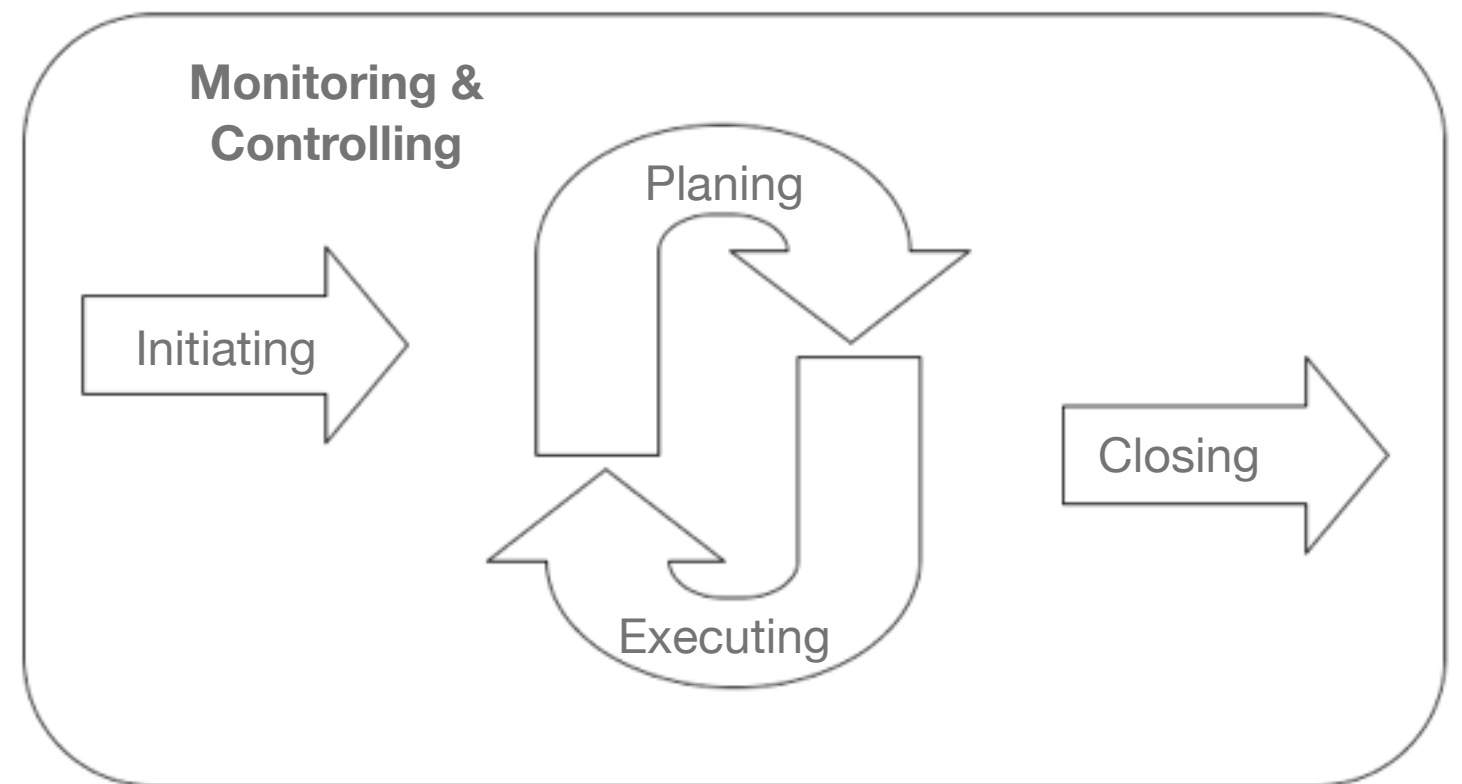 Monitoring &
Controlling
Planing
Initiating
Closing
Executing